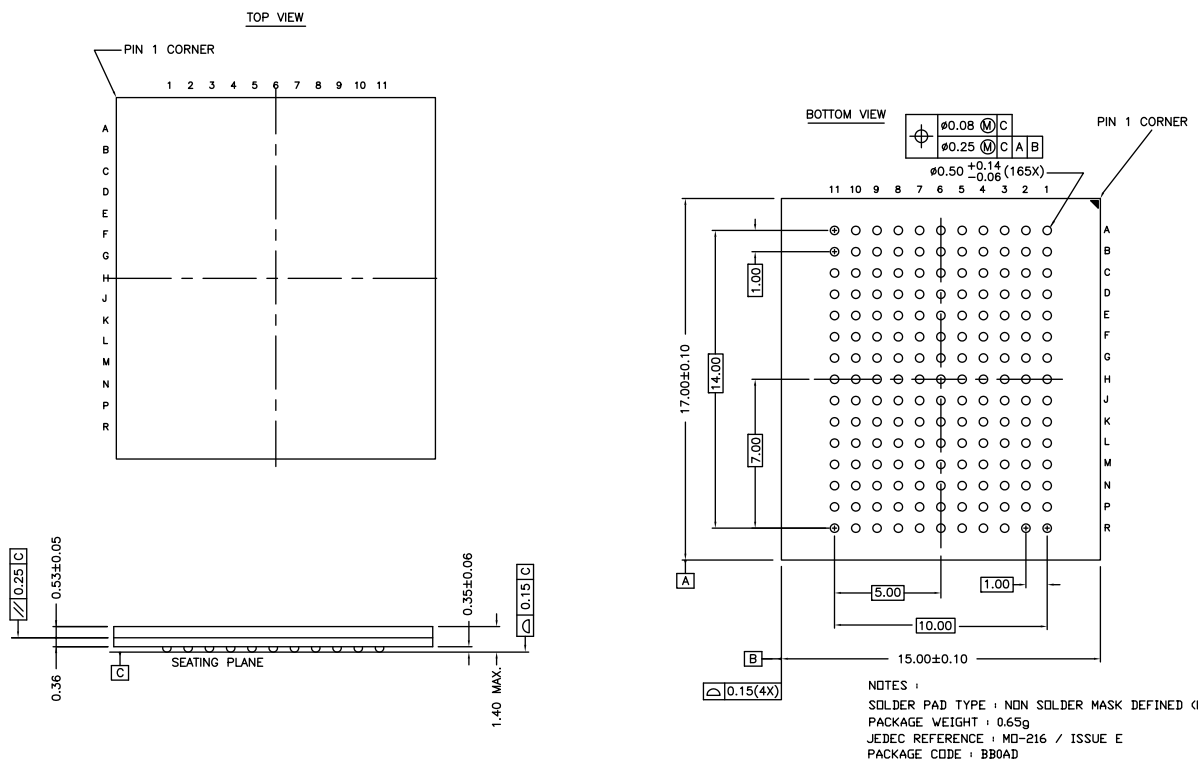 TOP VIEW
PIN 1 CORNER
1 2 3 4 5 6 7 8 9 10 11
A
B
C
D
E
F
G
H
J
K
L
M
N
P
R
BOTTOM VIEW
ø0.08 Ⓜ C
ø0.25 Ⓜ C A B
PIN 1 CORNER
ø0.50 +0.14 -0.06 (165X)
11 10 9 8 7 6 5 4 3 2 1
A
B
C
D
E
F
G
H
J
K
L
M
N
P
R
1.00
17.00±0.10
14.00
7.00
A
5.00
1.00
10.00
B
15.00±0.10
0.15(4X)
// 0.25 C
0.53±0.05
0.36
0.35±0.06
0.15 C
SEATING PLANE
C
1.40 MAX.
NOTES :
SOLDER PAD TYPE : NON SOLDER MASK DEFINED
PACKAGE WEIGHT : 0.65g
JEDEC REFERENCE : MO-216 / ISSUE E
PACKAGE CODE : BB0AD